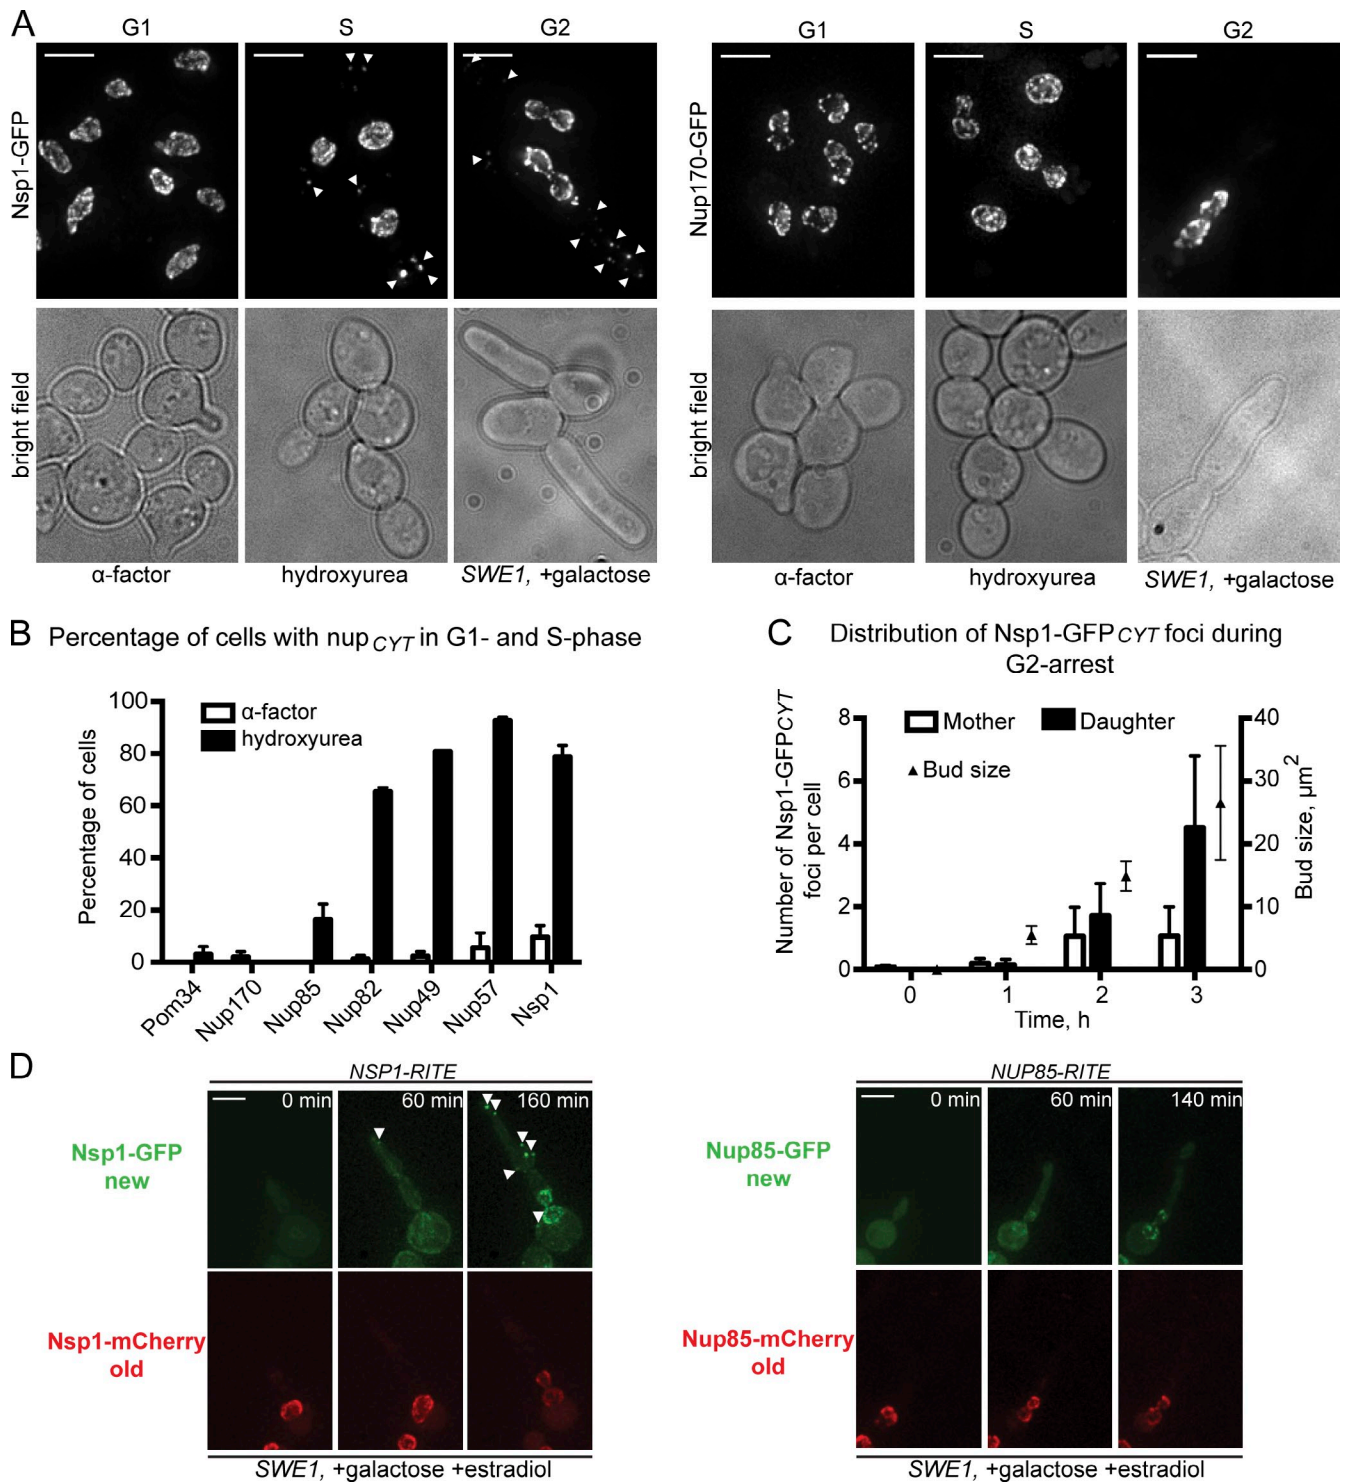 A
G1 S G2 G1 S G2
Nsp1-GFP
Nup170-GFP
bright field
bright field
α-factor hydroxyurea SWE1, +galactose α-factor hydroxyurea SWE1, +galactose
B Percentage of cells with nup CYT in G1- and S-phase
Percentage of cells
100
80
60
40
20
0
α-factor
hydroxyurea
Pom34 Nup170 Nup85 Nup82 Nup49 Nup57 Nsp1
C Distribution of Nsp1-GFPCYT foci during
G2-arrest
Number of Nsp1-GFPCYT
foci per cell
8
6
4
2
0
Mother Daughter
Bud size
40
30
20
10
0
Bud size, µm2
0 1 2 3
Time, h
D
NSP1-RITE
0 min 60 min 160 min
Nsp1-GFP
new
Nsp1-mCherry
old
SWE1, +galactose +estradiol
NUP85-RITE
0 min 60 min 140 min
Nup85-GFP
new
Nup85-mCherry
old
SWE1, +galactose +estradiol